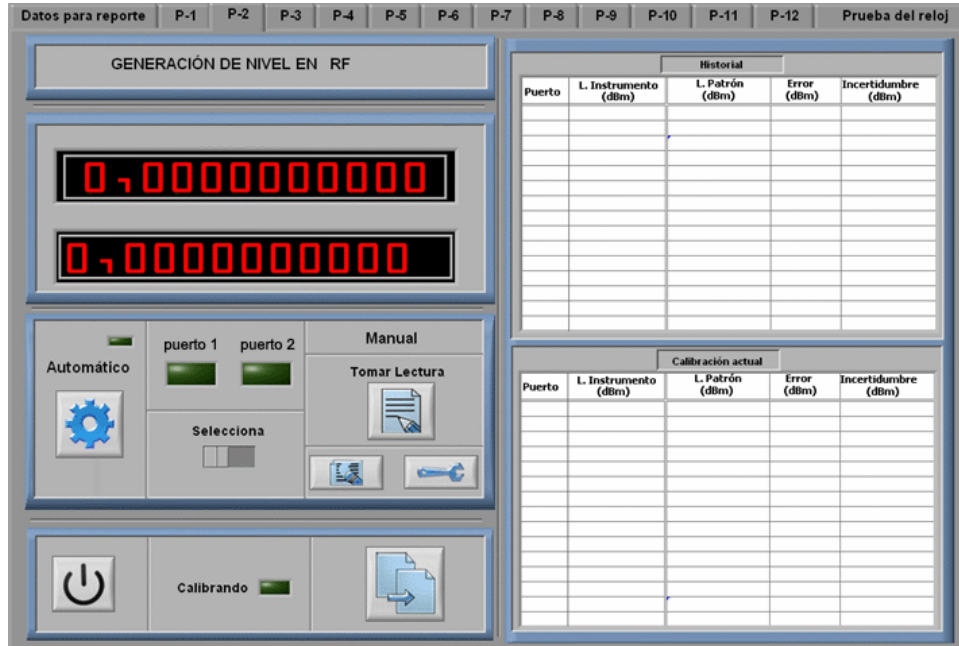 Datos para reporte P-1 P-2 P-3 P-4 P-5 P-6 P-7 P-8 P-9 P-10 P-11 P-12 Prueba del reloj
GENERACIÓN DE NIVEL EN RF
0,0000000000
0,0000000000
Automático
puerto 1 puerto 2
Selecciona
Manual
Tomar Lectura
Calibrando
Historial
Puerto L. Instrumento (dBm) L. Patrón (dBm) Error (dBm) Incertidumbre (dBm)
Calibración actual
Puerto L. Instrumento (dBm) L. Patrón (dBm) Error (dBm) Incertidumbre (dBm)